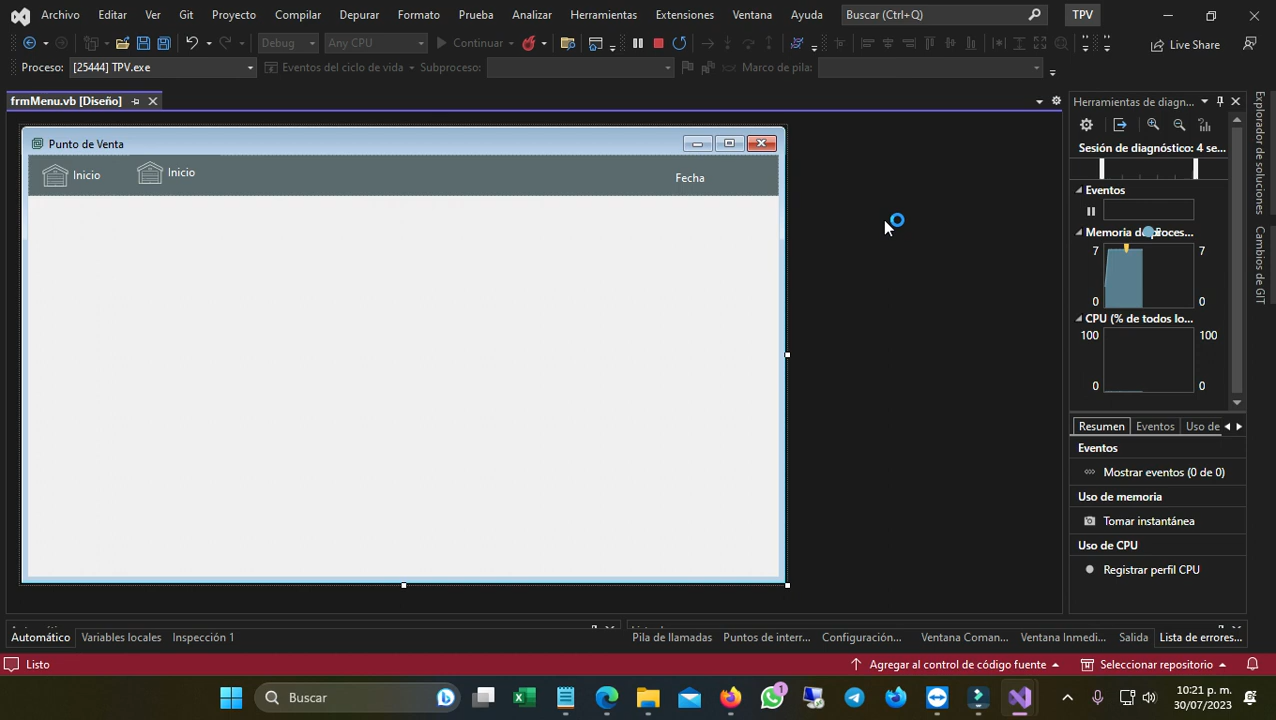 Archivo Editar Ver Git Proyecto Compilar Depurar Formato Prueba Analizar Herramientas Extensiones Ventana Ayuda Buscar (Ctrl+Q) TPV
Debug Any CPU Continuar Live Share
Proceso: [25444] TPV.exe Eventos del ciclo de vida Subproceso: Marco de pila:
frmMenu.vb [Diseño] Herramientas de diagn...
Punto de Venta
Inicio Inicio Fecha
Sesión de diagnóstico: 4 se...
Eventos
7 7
0 0
CPU (% de todos lo...
100 100
0 0
Resumen Eventos Uso de
Eventos
Mostrar eventos (0 de 0)
Uso de memoria
Tomar instantánea
Uso de CPU
Registrar perfil CPU
Explorador de soluciones
Cambios de GIT
Automático Variables locales Inspección 1 Pila de llamadas Puntos de interr... Configuración... Ventana Coman... Ventana Inmedi... Salida Lista de errores...
Listo Agregar al control de código fuente Seleccionar repositorio
Buscar 1 10:21 p. m.
30/07/2023